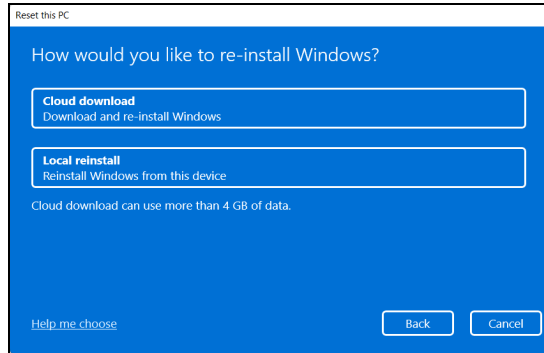 Reset this PC
How would you like to re-install Windows?
Cloud download
Download and re-install Windows
Local reinstall
Reinstall Windows from this device
Cloud download can use more than 4 GB of data.
Help me choose
Back
Cancel